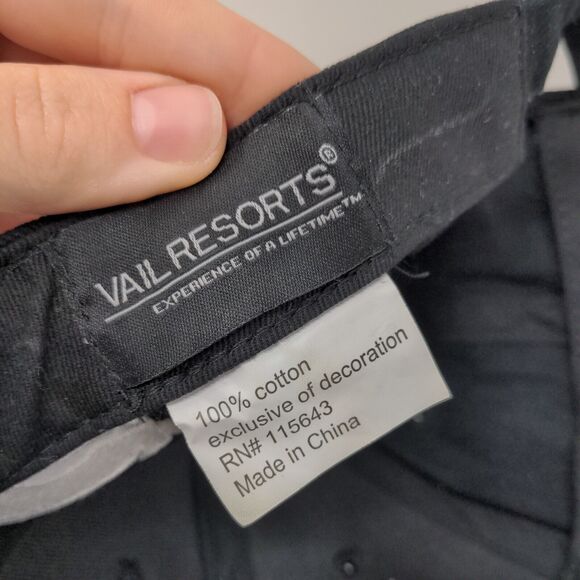 VAIL RESORTS®
EXPERIENCE OF A LIFETIME™
100% cotton
exclusive of decoration
RN# 115643
Made in China